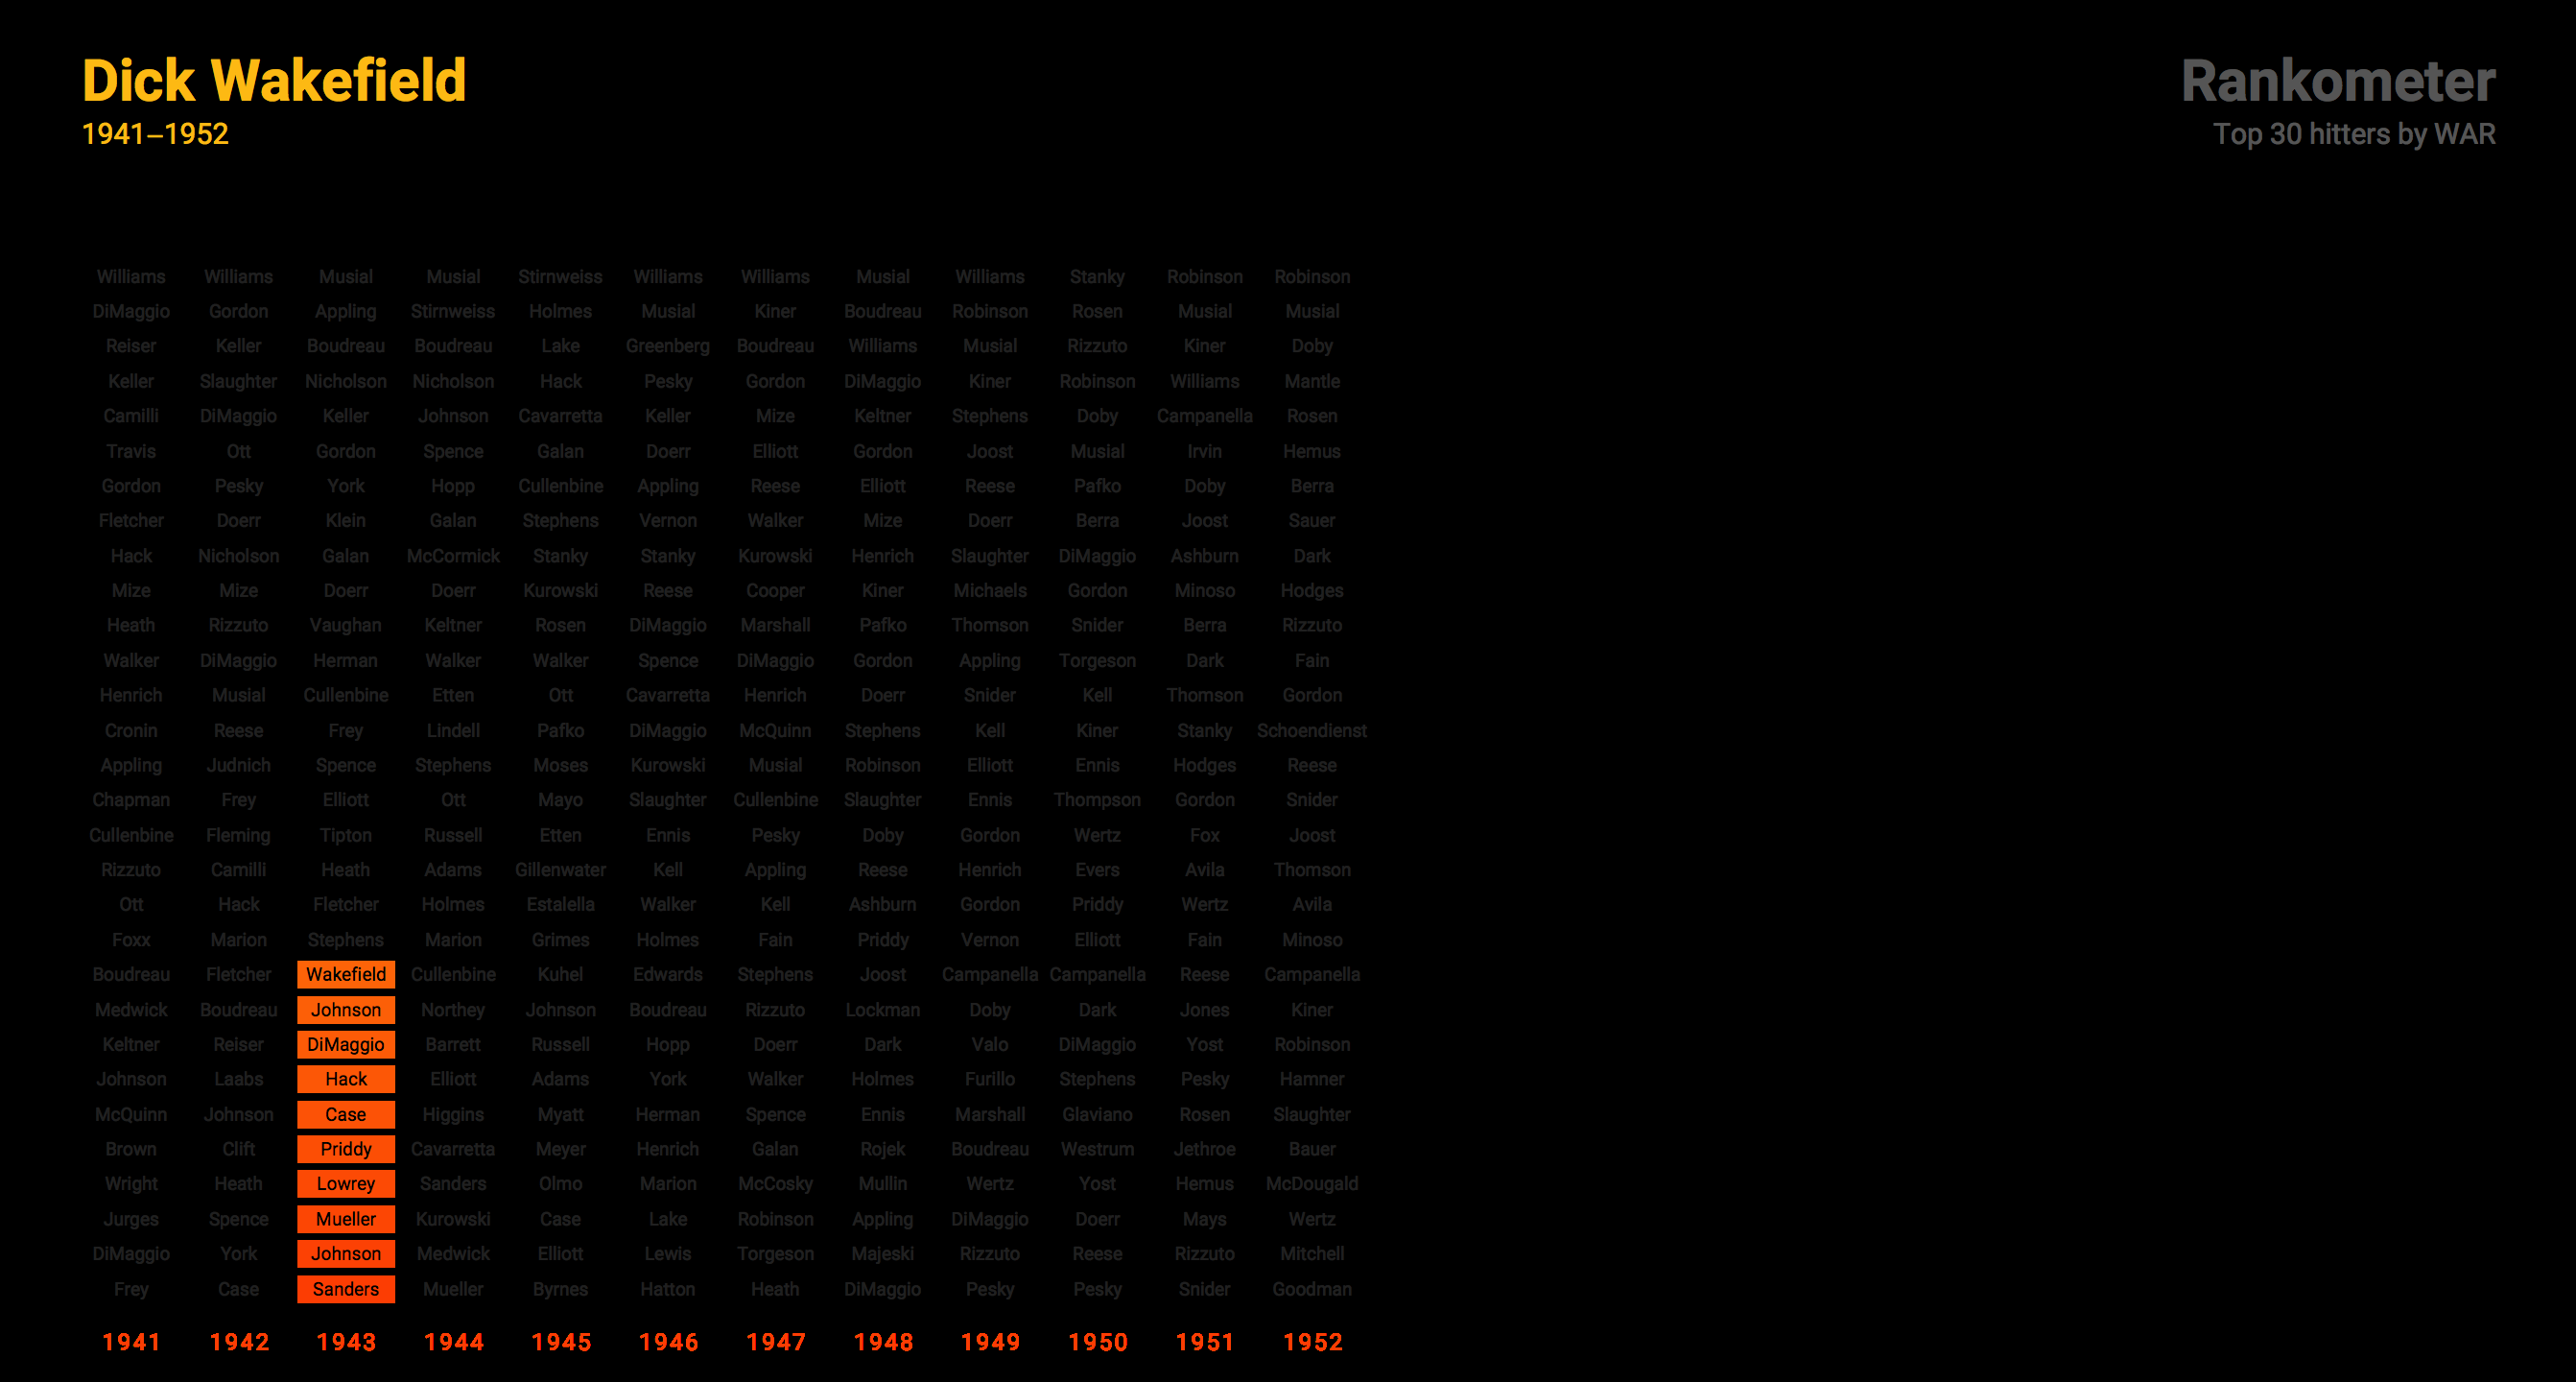 Dick Wakefield
1941–1952
Rankometer
Top 30 hitters by WAR
Williams Williams Musial Musial Stirnweiss Williams Williams Musial Williams Stanky Robinson Robinson
DiMaggio Gordon Appling Stirnweiss Holmes Musial Kiner Boudreau Robinson Rosen Musial Musial
Reiser Keller Boudreau Boudreau Lake Greenberg Boudreau Williams Musial Rizzuto Kiner Doby
Keller Slaughter Nicholson Nicholson Hack Pesky Gordon DiMaggio Kiner Robinson Williams Mantle
Camilli DiMaggio Keller Johnson Cavarretta Keller Mize Keltner Stephens Doby Campanella Rosen
Travis Ott Gordon Spence Galan Doerr Elliott Gordon Joost Musial Irvin Hemus
Gordon Pesky York Hopp Cullenbine Appling Reese Elliott Reese Pafko Doby Berra
Fletcher Doerr Klein Galan Stephens Vernon Walker Mize Doerr Berra Joost Sauer
Hack Nicholson Galan McCormick Stanky Stanky Kurowski Henrich Slaughter DiMaggio Ashburn Dark
Mize Mize Doerr Doerr Kurowski Reese Cooper Kiner Michaels Gordon Minoso Hodges
Heath Rizzuto Vaughan Keltner Rosen DiMaggio Marshall Pafko Thomson Snider Berra Rizzuto
Walker DiMaggio Herman Walker Walker Spence DiMaggio Gordon Appling Torgeson Dark Fain
Henrich Musial Cullenbine Etten Ott Cavarretta Henrich Doerr Snider Kell Thomson Gordon
Cronin Reese Frey Lindell Pafko DiMaggio McQuinn Stephens Kell Kiner Stanky Schoendienst
Appling Judnich Spence Stephens Moses Kurowski Musial Robinson Elliott Ennis Hodges Reese
Chapman Frey Elliott Ott Mayo Slaughter Cullenbine Slaughter Ennis Thompson Gordon Snider
Cullenbine Fleming Tipton Russell Etten Ennis Pesky Doby Gordon Wertz Fox Joost
Rizzuto Camilli Heath Adams Gillenwater Kell Appling Reese Henrich Evers Avila Thomson
Ott Hack Fletcher Holmes Estalella Walker Kell Ashburn Gordon Priddy Wertz Avila
Foxx Marion Stephens Marion Grimes Holmes Fain Priddy Vernon Elliott Fain Minoso
Boudreau Fletcher Wakefield Cullenbine Kuhel Edwards Stephens Joost Campanella Campanella Reese Campanella
Medwick Boudreau Johnson Northey Johnson Boudreau Rizzuto Lockman Doby Dark Jones Kiner
Keltner Reiser DiMaggio Barrett Russell Hopp Doerr Dark Valo DiMaggio Yost Robinson
Johnson Laabs Hack Elliott Adams York Walker Holmes Furillo Stephens Pesky Hamner
McQuinn Johnson Case Higgins Myatt Herman Spence Ennis Marshall Glaviano Rosen Slaughter
Brown Clift Priddy Cavarretta Meyer Henrich Galan Rojek Boudreau Westrum Jethroe Bauer
Wright Heath Lowrey Sanders Olmo Marion McCosky Mullin Wertz Yost Hemus McDougald
Jurges Spence Mueller Kurowski Case Lake Robinson Appling DiMaggio Doerr Mays Wertz
DiMaggio York Johnson Medwick Elliott Lewis Torgeson Majeski Rizzuto Reese Rizzuto Mitchell
Frey Case Sanders Mueller Byrnes Hatton Heath DiMaggio Pesky Pesky Snider Goodman
1941 1942 1943 1944 1945 1946 1947 1948 1949 1950 1951 1952